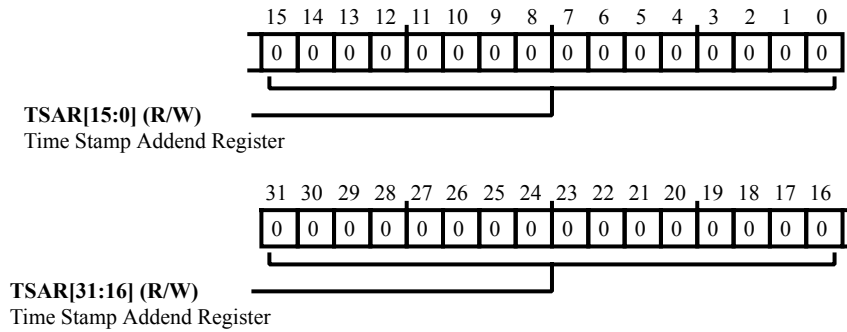 15 14 13 12 11 10 9 8 7 6 5 4 3 2 1 0
0 0 0 0 0 0 0 0 0 0 0 0 0 0 0 0
TSAR[15:0] (R/W)
Time Stamp Addend Register
31 30 29 28 27 26 25 24 23 22 21 20 19 18 17 16
0 0 0 0 0 0 0 0 0 0 0 0 0 0 0 0
TSAR[31:16] (R/W)
Time Stamp Addend Register